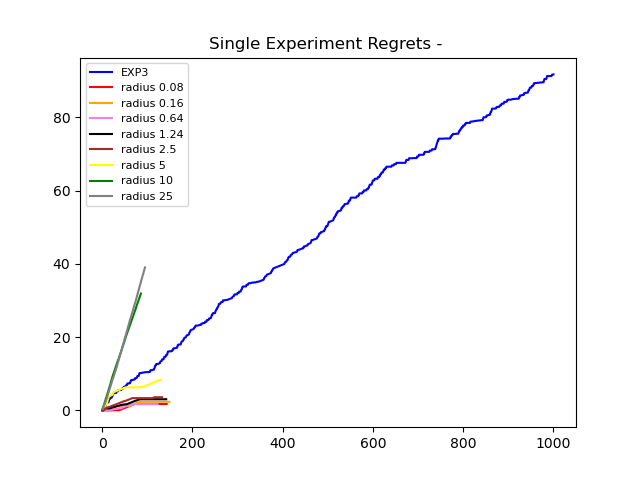 Single Experiment Regrets -
EXP3
radius 0.08
radius 0.16
radius 0.64
radius 1.24
radius 2.5
radius 5
radius 10
radius 25
80
60
40
20
0
0 200 400 600 800 1000